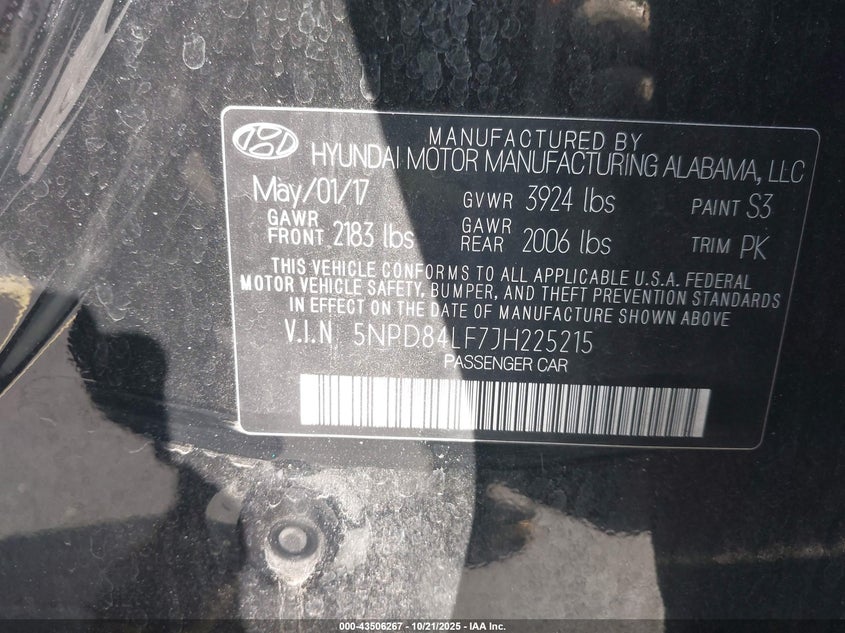 MANUFACTURED BY
HYUNDAI MOTOR MANUFACTURING ALABAMA, LLC
May/01/17 GVWR 3924 lbs PAINT S3
GAWR FRONT 2183 lbs GAWR REAR 2006 lbs TRIM PK
THIS VEHICLE CONFORMS TO ALL APPLICABLE U.S.A. FEDERAL
MOTOR VEHICLE SAFETY, BUMPER, AND THEFT PREVENTION STANDARDS
IN EFFECT ON THE DATE OF MANUFACTURE SHOWN ABOVE
V.I.N 5NPD84LF7JH225215
PASSENGER CAR
000-43506267 - 10/21/2025 - IAA Inc.